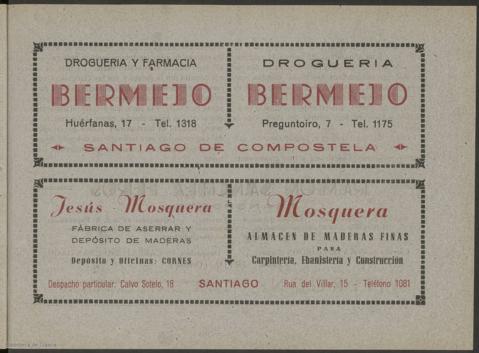 DROGUERIA Y FARMACIA
BERMEJO
Huérfanas, 17 - Tel. 1318
DROGUERIA
BERMEJO
Preguntoiro, 7 - Tel. 1175
SANTIAGO DE COMPOSTELA
Jesús Mosquera
FÁBRICA DE ASERRAR Y
DEPÓSITO DE MADERAS
Deposito y Oficinas: CORNES
Despacho particular: Calvo Sotelo, 18
Mosquera
ALMACEN DE MADERAS FINAS
PARA
Carpintería, Ebanistería y Construcción
SANTIAGO
Rua del Villar, 15 - Teléfono 1081